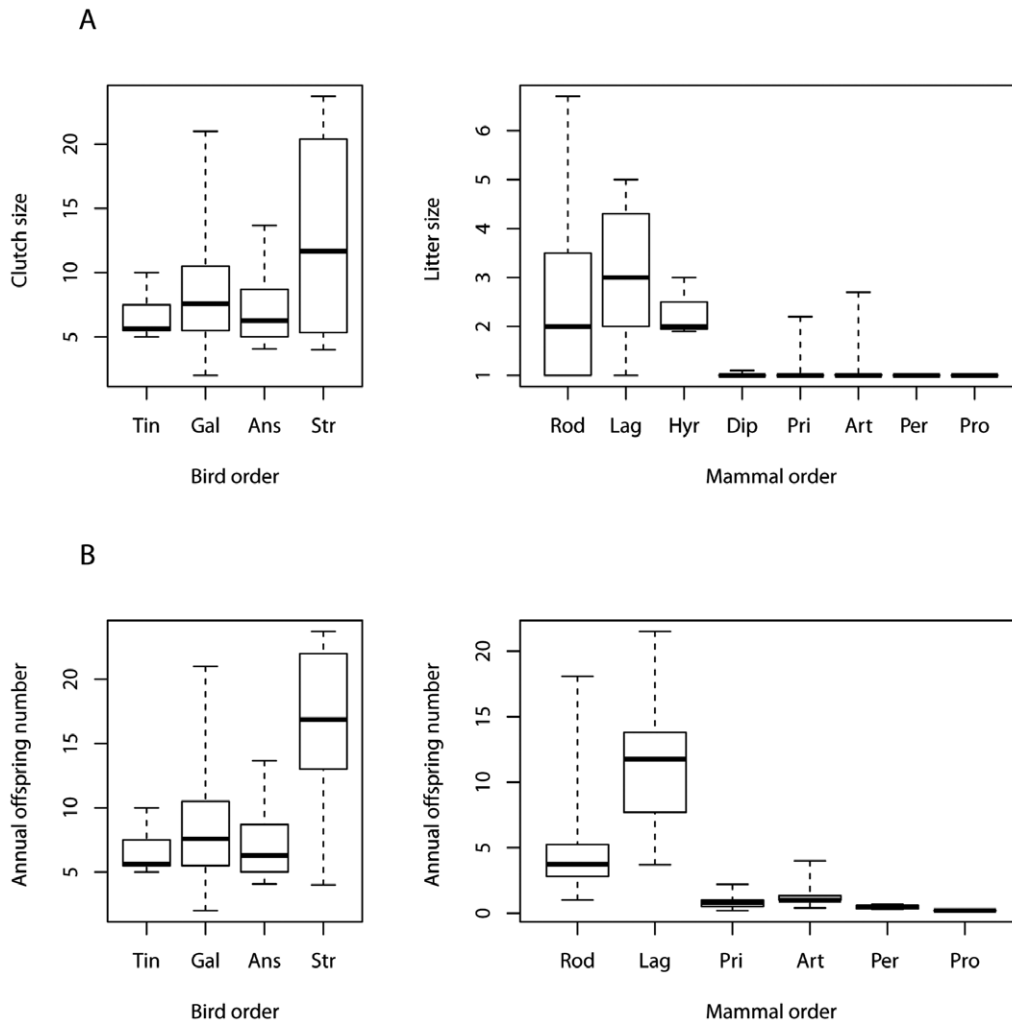 A
Clutch size
20
15
10
5
Tin Gal Ans Str
Bird order
Litter size
6
5
4
3
2
1
Rod Lag Hyr Dip Pri Art Per Pro
Mammal order
B
Annual offspring number
20
15
10
5
Tin Gal Ans Str
Bird order
Annual offspring number
20
15
10
5
0
Rod Lag Pri Art Per Pro
Mammal order